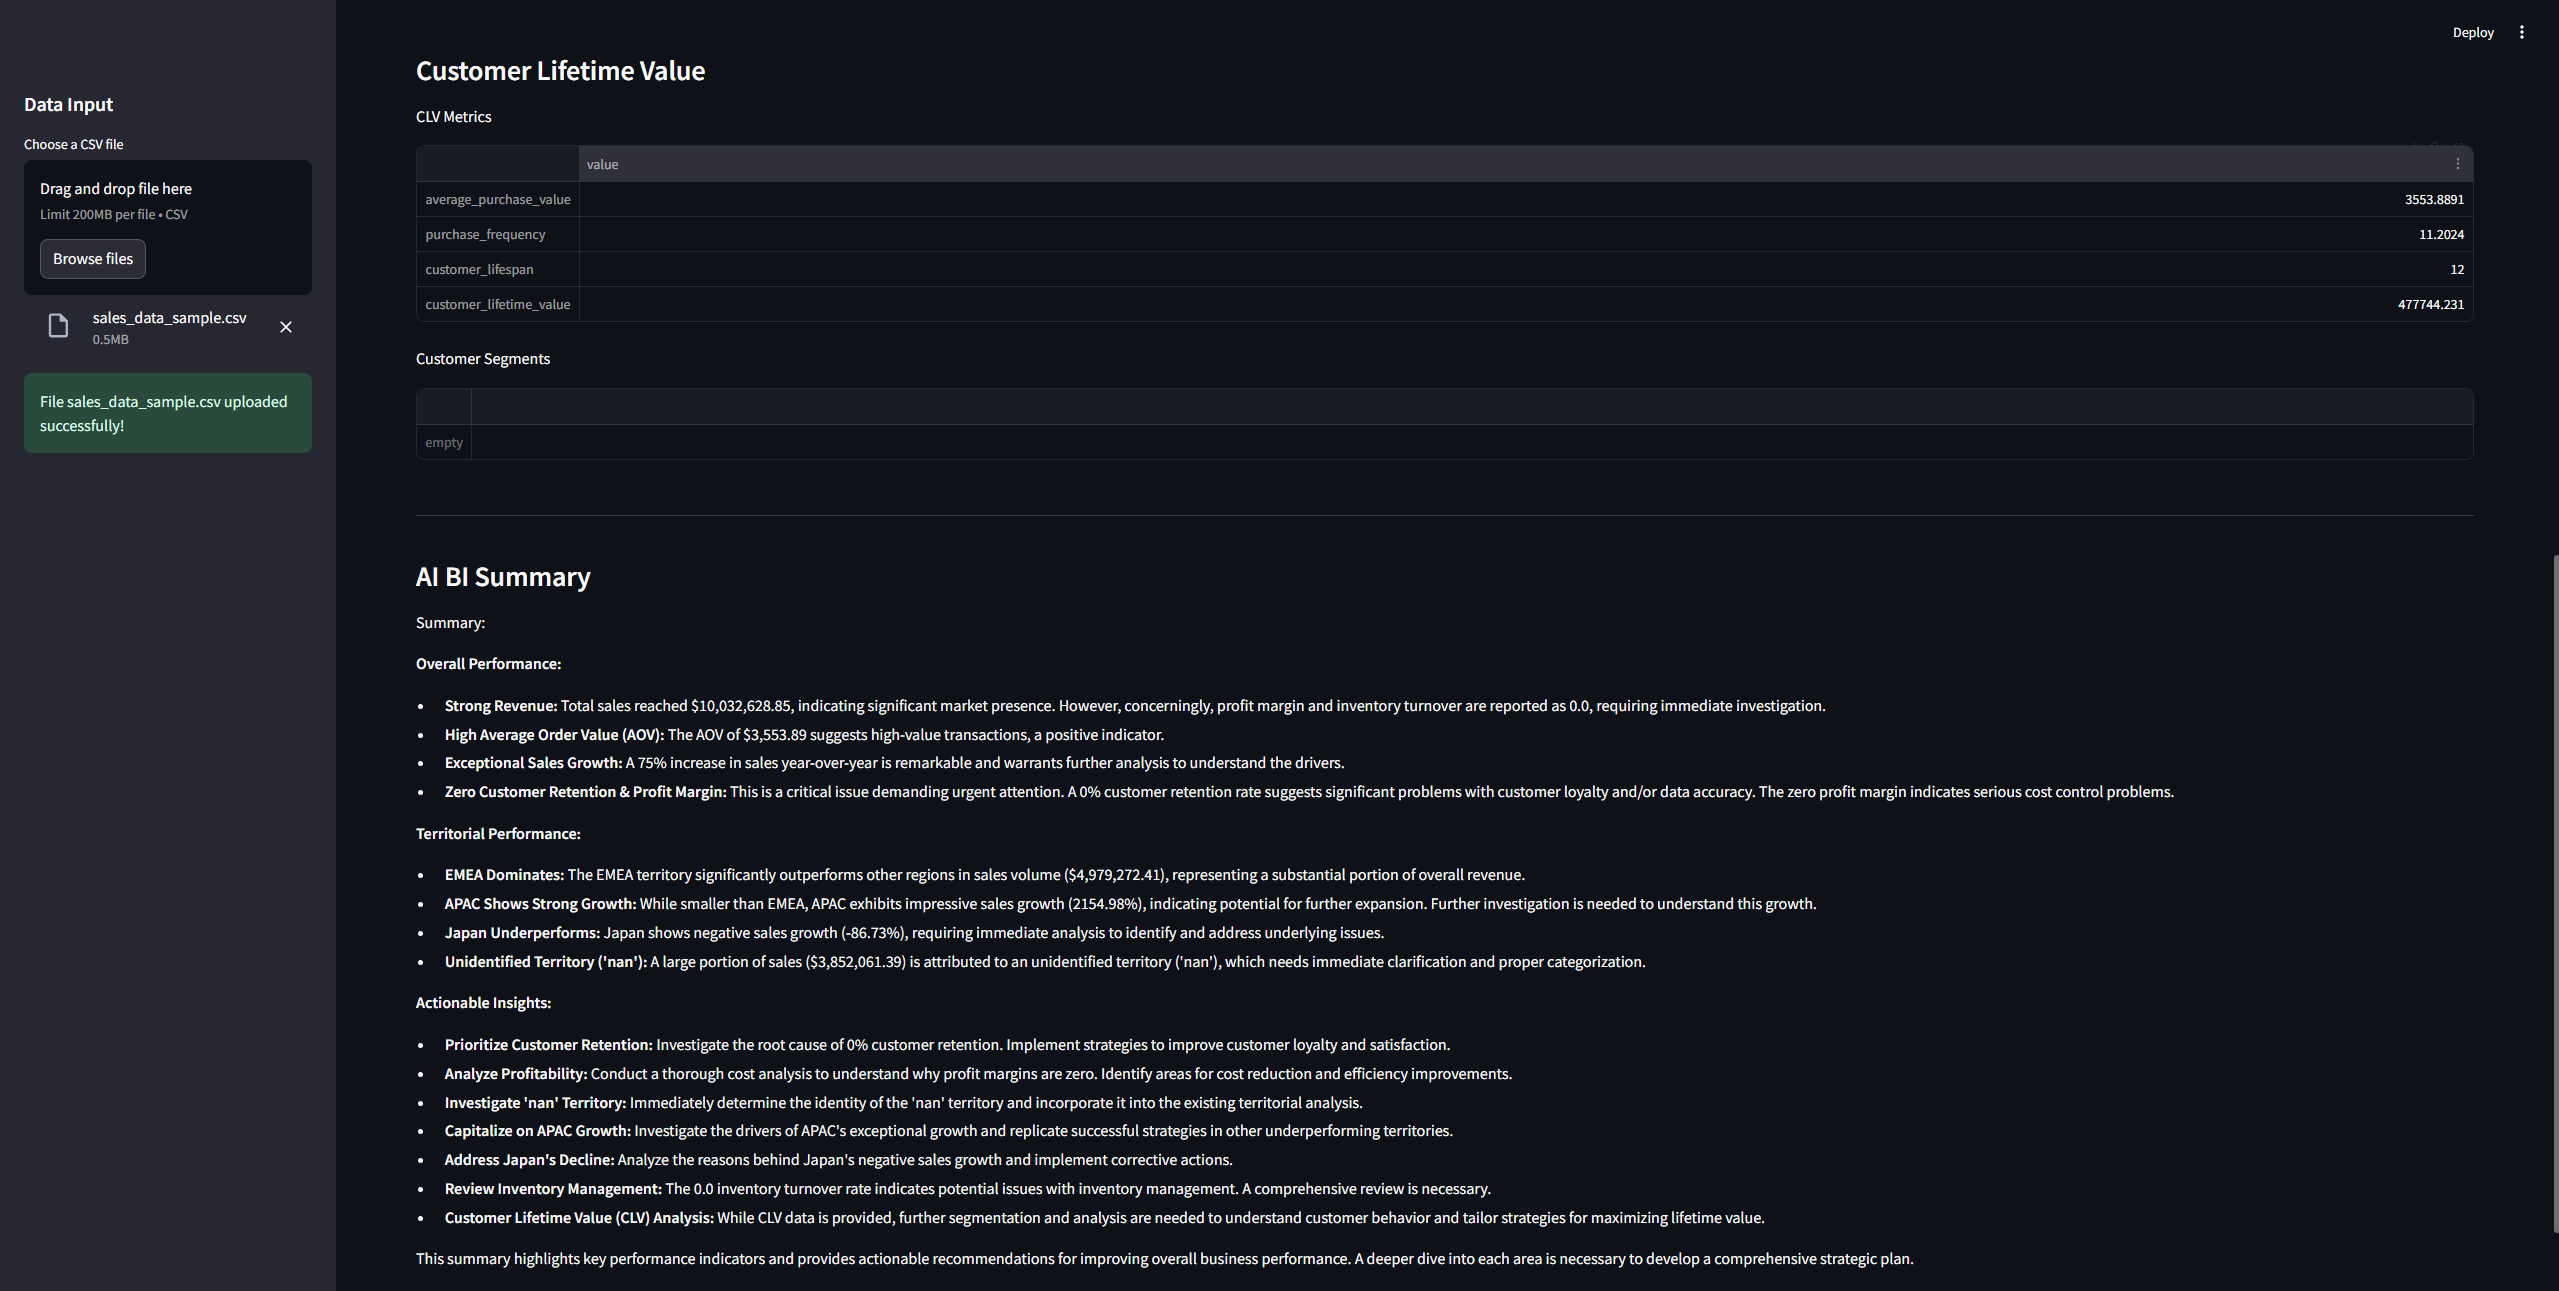 Deploy
Data Input
Choose a CSV file
Drag and drop file here
Limit 200MB per file • CSV
Browse files
sales_data_sample.csv
0.5MB
File sales_data_sample.csv uploaded
successfully!
Customer Lifetime Value
CLV Metrics
value
average_purchase_value 3553.8891
purchase_frequency 11.2024
customer_lifespan 12
customer_lifetime_value 477744.231
Customer Segments
empty
AI BI Summary
Summary:
Overall Performance:
• Strong Revenue: Total sales reached $10,032,628.85, indicating significant market presence. However, concerningly, profit margin and inventory turnover are reported as 0.0, requiring immediate investigation.
• High Average Order Value (AOV): The AOV of $3,553.89 suggests high-value transactions, a positive indicator.
• Exceptional Sales Growth: A 75% increase in sales year-over-year is remarkable and warrants further analysis to understand the drivers.
• Zero Customer Retention & Profit Margin: This is a critical issue demanding urgent attention. A 0% customer retention rate suggests significant problems with customer loyalty and/or data accuracy. The zero profit margin indicates serious cost control problems.
Territorial Performance:
• EMEA Dominates: The EMEA territory significantly outperforms other regions in sales volume ($4,979,272.41), representing a substantial portion of overall revenue.
• APAC Shows Strong Growth: While smaller than EMEA, APAC exhibits impressive sales growth (2154.98%), indicating potential for further expansion. Further investigation is needed to understand this growth.
• Japan Underperforms: Japan shows negative sales growth (-86.73%), requiring immediate analysis to identify and address underlying issues.
• Unidentified Territory ('nan'): A large portion of sales ($3,852,061.39) is attributed to an unidentified territory ('nan'), which needs immediate clarification and proper categorization.
Actionable Insights:
• Prioritize Customer Retention: Investigate the root cause of 0% customer retention. Implement strategies to improve customer loyalty and satisfaction.
• Analyze Profitability: Conduct a thorough cost analysis to understand why profit margins are zero. Identify areas for cost reduction and efficiency improvements.
• Investigate 'nan' Territory: Immediately determine the identity of the 'nan' territory and incorporate it into the existing territorial analysis.
• Capitalize on APAC Growth: Investigate the drivers of APAC's exceptional growth and replicate successful strategies in other underperforming territories.
• Address Japan's Decline: Analyze the reasons behind Japan's negative sales growth and implement corrective actions.
• Review Inventory Management: The 0.0 inventory turnover rate indicates potential issues with inventory management. A comprehensive review is necessary.
• Customer Lifetime Value (CLV) Analysis: While CLV data is provided, further segmentation and analysis are needed to understand customer behavior and tailor strategies for maximizing lifetime value.
This summary highlights key performance indicators and provides actionable recommendations for improving overall business performance. A deeper dive into each area is necessary to develop a comprehensive strategic plan.